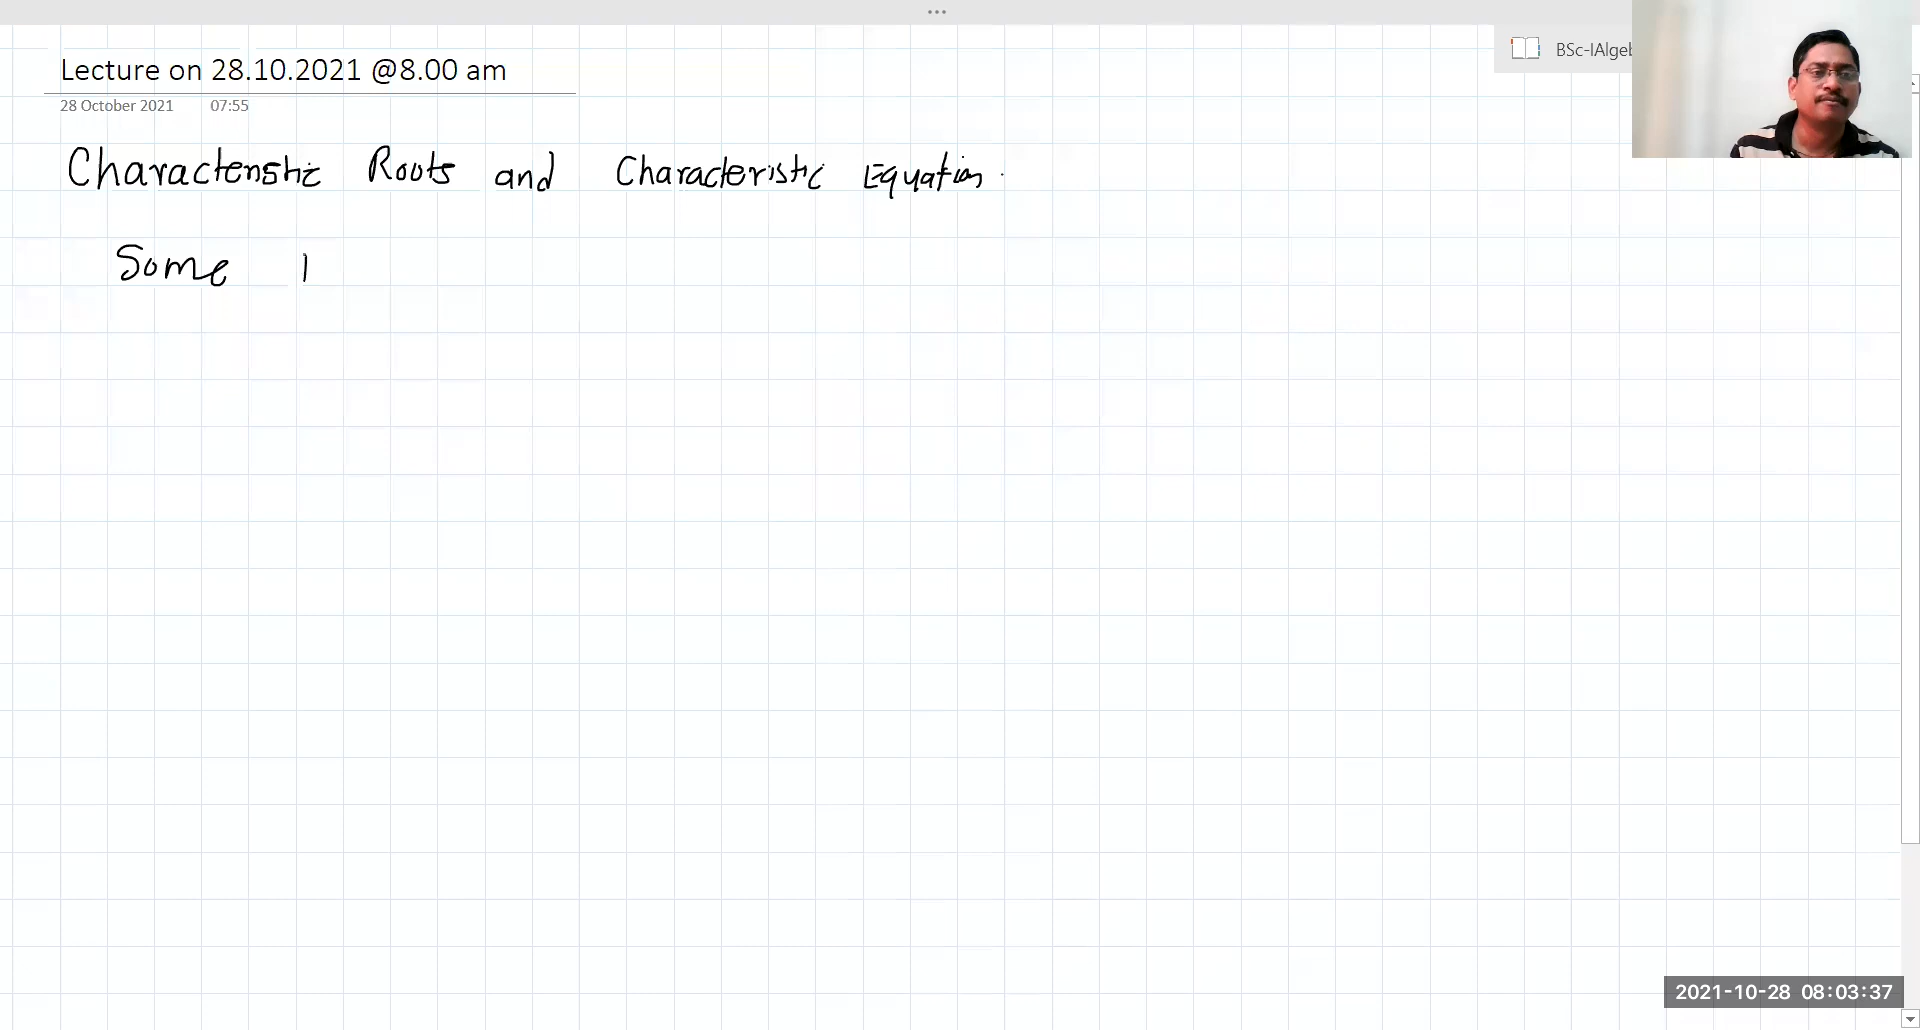 Lecture on 28.10.2021 @8.00 am
BSc-IAlgeb
28 October 2021 07:55
Characteristic Roots and Characteristic Equation.
Some
2021-10-28 08:03:37